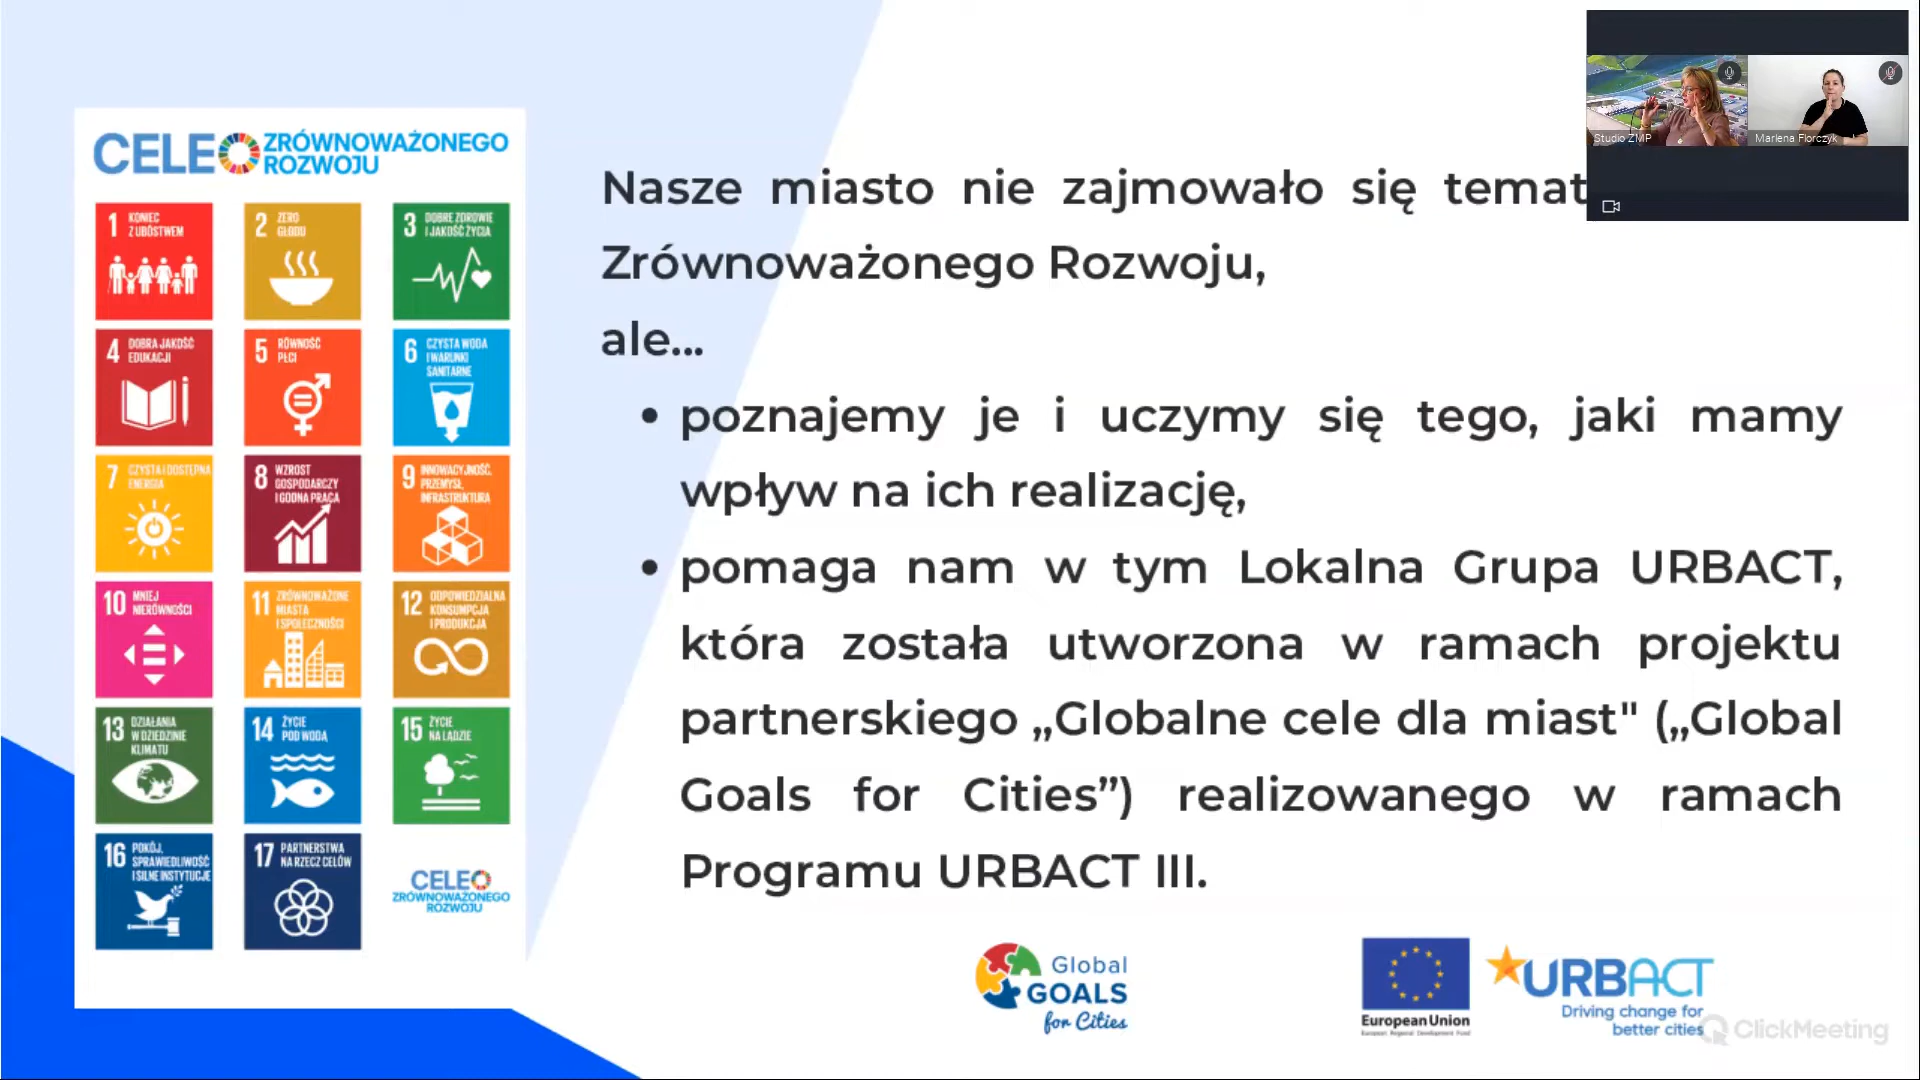 CELE ZRÓWNOWAŻONEGO
ROZWOJU
1 KONIEC
Z UBÓSTWEM
2 ZERO
GŁODU
3 DOBRE ZDROWIE
I JAKOŚĆ ŻYCIA
4 DOBRA JAKOŚĆ
EDUKACJI
5 RÓWNOŚĆ
PŁCI
6 CZYSTA WODA
I WARUNKI
SANITARNE
7 CZYSTA I DOSTĘPNA
ENERGIA
8 WZROST
GOSPODARCZY
I GODNA PRACA
9 INNOWACYJNOŚĆ,
PRZEMYSŁ,
INFRASTRUKTURA
10 MNIEJ
NIERÓWNOŚCI
11 ZRÓWNOWAŻONE
MIASTA
I SPOŁECZNOŚCI
12 ODPOWIEDZIALNA
KONSUMPCJA
I PRODUKCJA
13 DZIAŁANIA
W DZIEDZINIE
KLIMATU
14 ŻYCIE
POD WODĄ
15 ŻYCIE
NA LĄDZIE
16 POKÓJ,
SPRAWIEDLIWOŚĆ
I SILNE INSTYTUCJE
17 PARTNERSTWA
NA RZECZ CELÓW
CELE
ZRÓWNOWAŻONEGO
ROZWOJU
Nasze miasto nie zajmowało się temat
Zrównoważonego Rozwoju,
ale...
• poznajemy je i uczymy się tego, jaki mamy
wpływ na ich realizację,
• pomaga nam w tym Lokalna Grupa URBACT,
która została utworzona w ramach projektu
partnerskiego „Globalne cele dla miast" („Global
Goals for Cities”) realizowanego w ramach
Programu URBACT III.
Studio ZMP
Marlena Florczyk
Global
GOALS
for Cities
European Union
European Regional Development Fund
URBACT
Driving change for
better cities
ClickMeeting